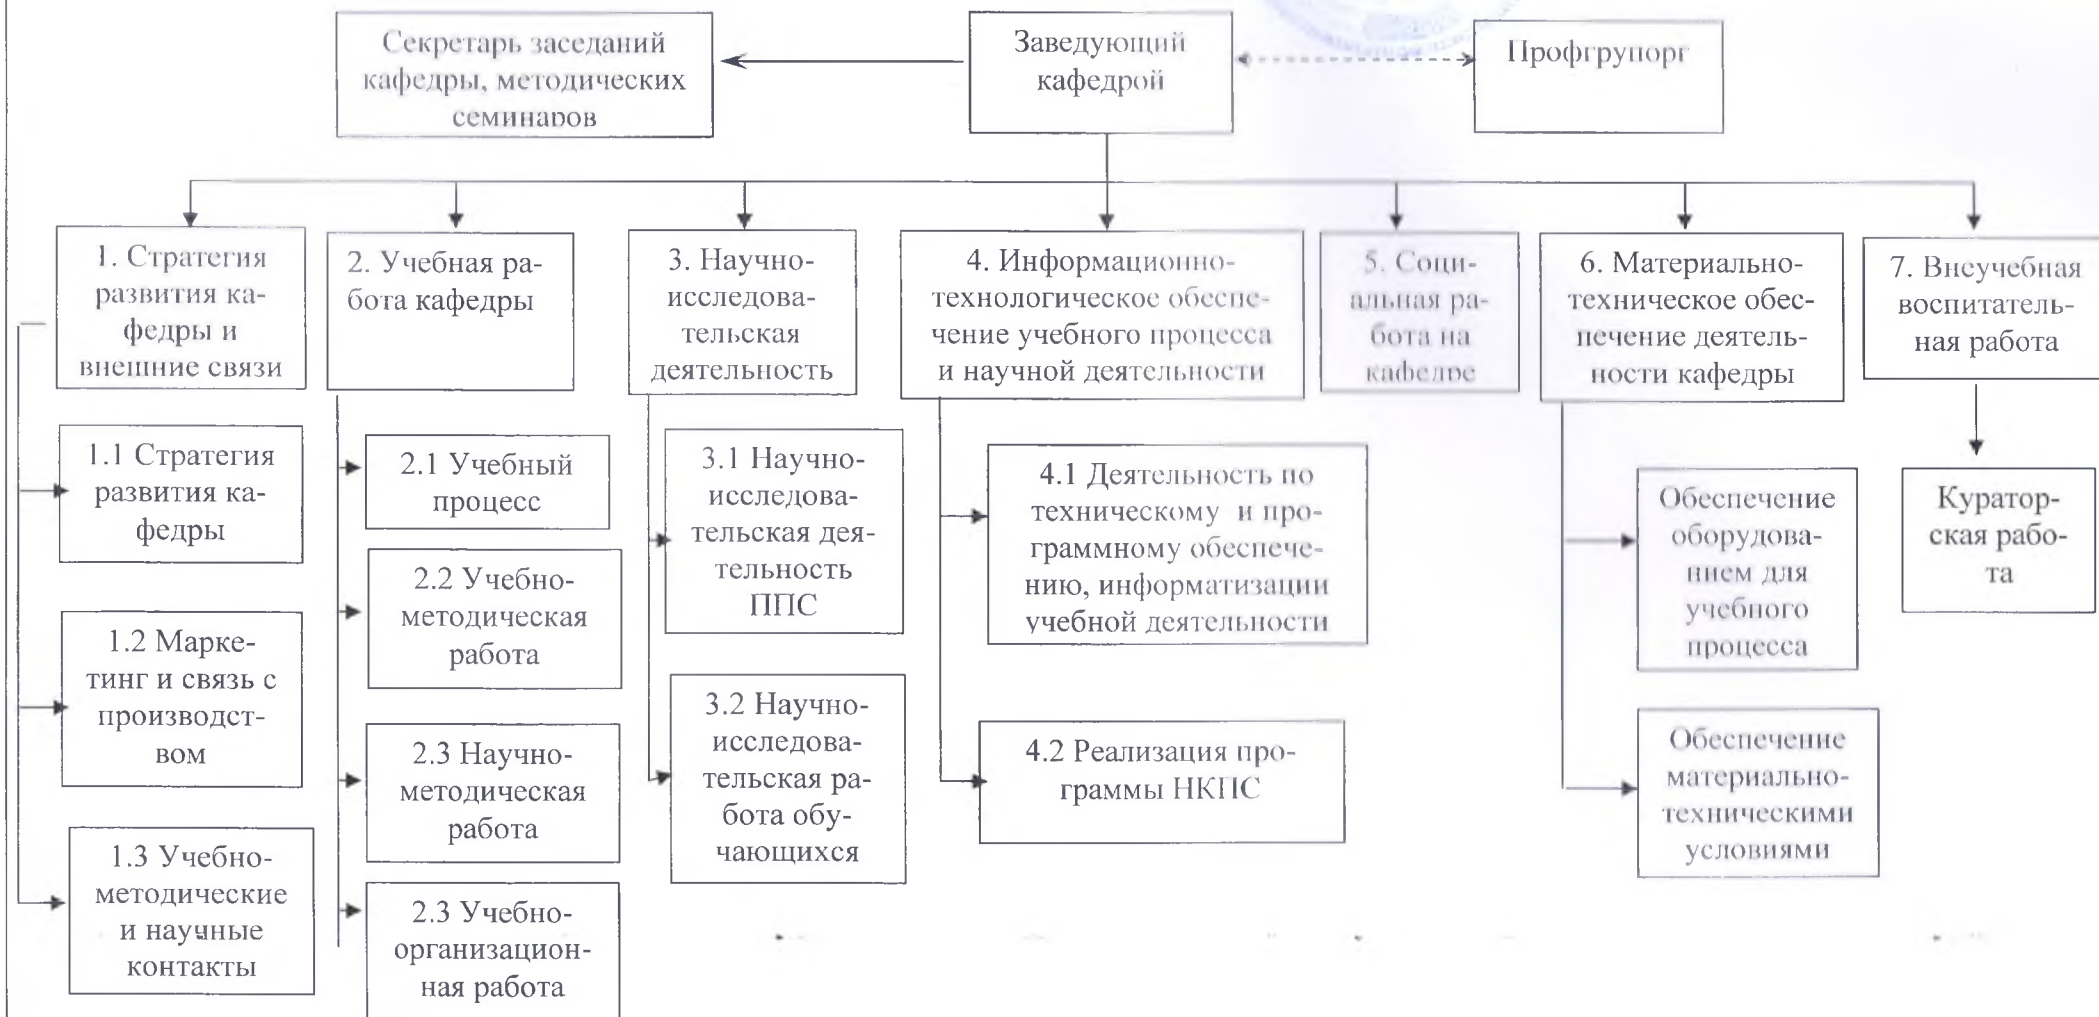 Секретарь заседаний
кафедры, методических
семинаров
Заведующий
кафедрой
Профгрупорг
1. Стратегия
развития ка-
федры и
внешние связи
2. Учебная ра-
бота кафедры
3. Научно-
исследова-
тельская
деятельность
4. Информационно-
технологическое обеспе-
чение учебного процесса
и научной деятельности
5. Соци-
альная ра-
бота на
кафедре
6. Материально-
техническое обес-
печение деятель-
ности кафедры
7. Внеучебная
воспитатель-
ная работа
1.1 Стратегия
развития ка-
федры
1.2 Марке-
тинг и связь с
производст-
вом
1.3 Учебно-
методические
и научные
контакты
2.1 Учебный
процесс
2.2 Учебно-
методическая
работа
2.3 Научно-
методическая
работа
2.3 Учебно-
организацион-
ная работа
3.1 Научно-
исследова-
тельская дея-
тельность
ППС
3.2 Научно-
исследова-
тельская ра-
бота обу-
чающихся
4.1 Деятельность по
техническому и про-
граммному обеспече-
нию, информатизации
учебной деятельности
4.2 Реализация про-
граммы НКПС
Обеспечение
оборудова-
нием для
учебного
процесса
Обеспечение
материально-
техническими
условиями
Куратор-
ская рабо-
та